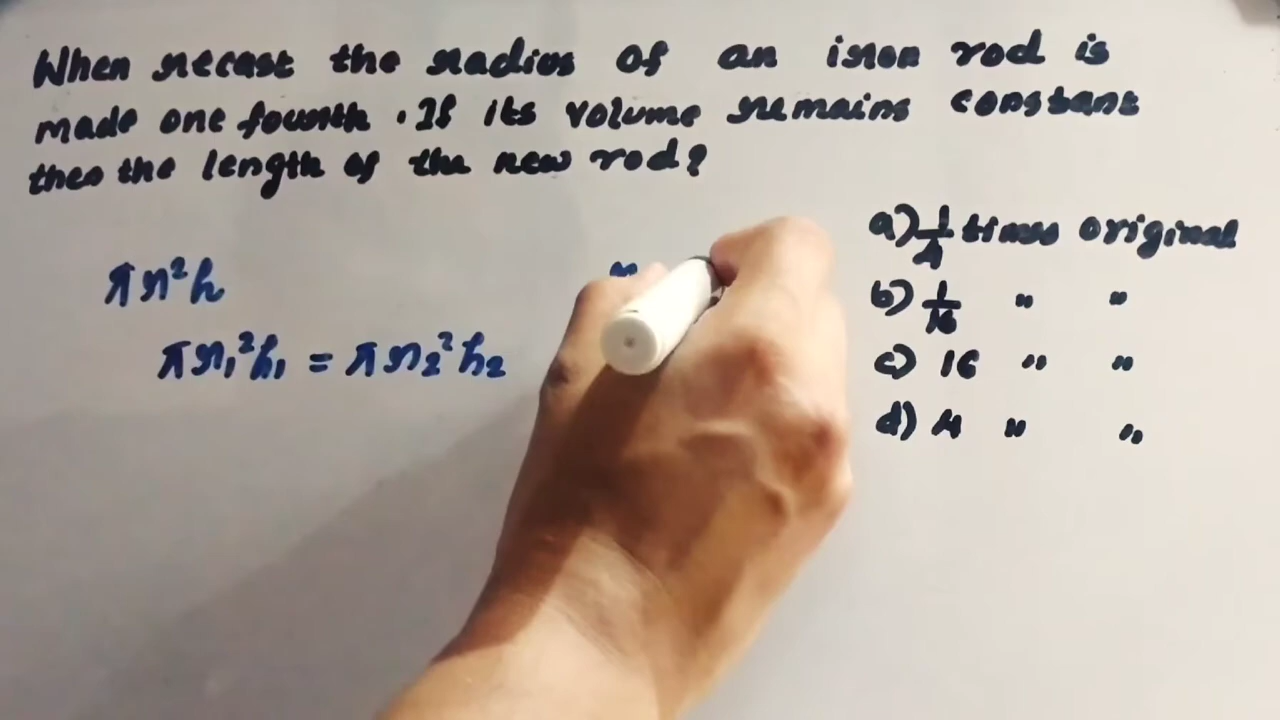 When recast the radius of an iron rod is
made one fourth . If its volume remains constant
then the length of the new rod?
a) 1/4 times original
b) 1/16 " "
c) 16 " "
d) 4 " "
πr²h
πr₁²h₁ = πr₂²h₂